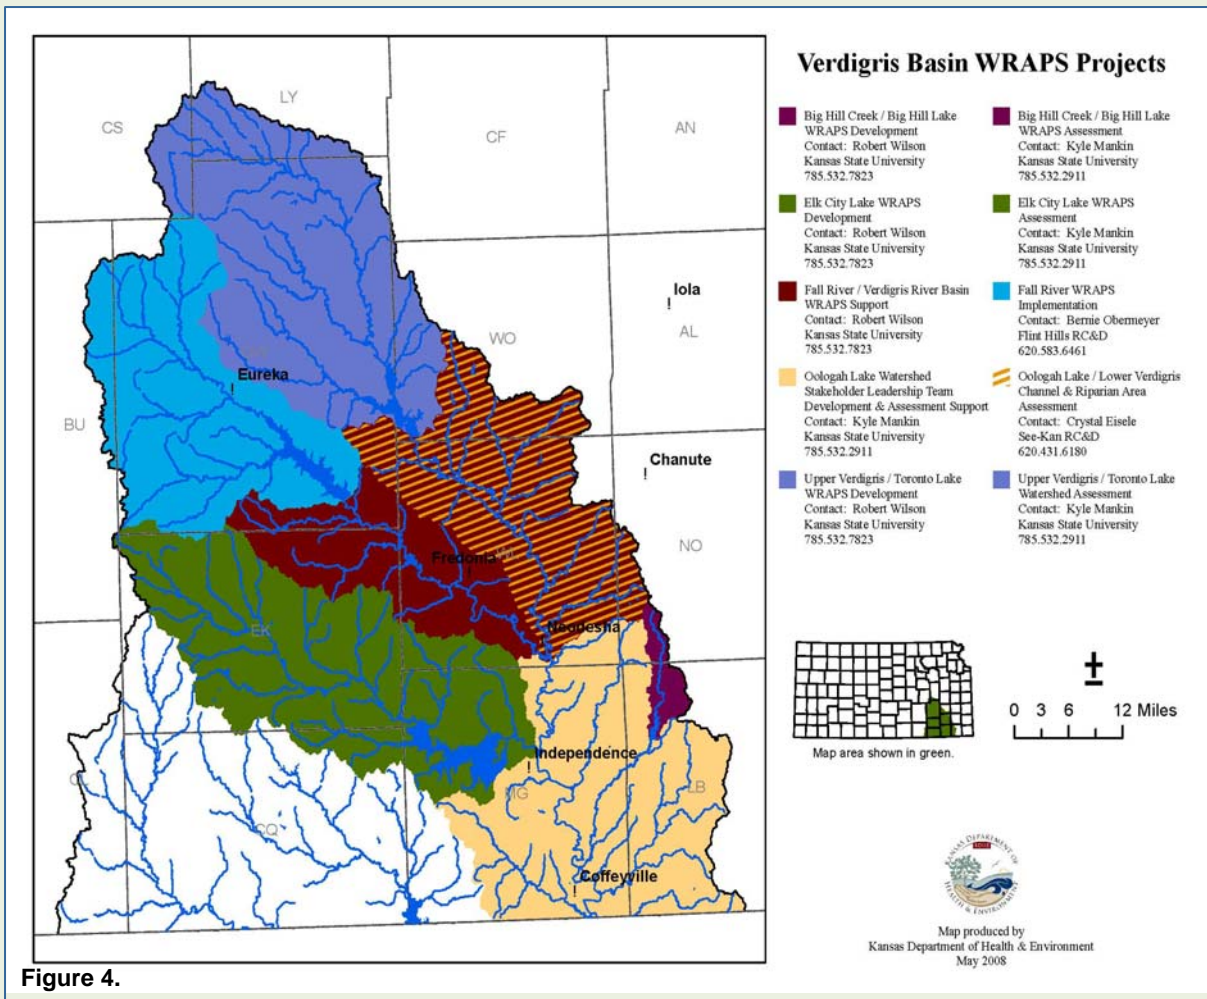 Verdigris Basin WRAPS Projects
Big Hill Creek / Big Hill Lake
WRAPS Development
Contact: Robert Wilson
Kansas State University
785.532.7823
Big Hill Creek / Big Hill Lake
WRAPS Assessment
Contact: Kyle Mankin
Kansas State University
785.532.2911
Elk City Lake WRAPS
Development
Contact: Robert Wilson
Kansas State University
785.532.7823
Elk City Lake WRAPS
Assessment
Contact: Kyle Mankin
Kansas State University
785.532.2911
Fall River / Verdigris River Basin
WRAPS Support
Contact: Robert Wilson
Kansas State University
785.532.7823
Fall River WRAPS
Implementation
Contact: Bernie Obermeyer
Flint Hills RC&D
620.583.6461
Oologah Lake Watershed
Stakeholder Leadership Team
Development & Assessment Support
Contact: Kyle Mankin
Kansas State University
785.532.2911
Oologah Lake / Lower Verdigris
Channel & Riparian Area
Assessment
Contact: Crystal Eisele
See-Kan RC&D
620.431.6180
Upper Verdigris / Toronto Lake
WRAPS Development
Contact: Robert Wilson
Kansas State University
785.532.7823
Upper Verdigris / Toronto Lake
Watershed Assessment
Contact: Kyle Mankin
Kansas State University
785.532.2911
LY
CS
CF
AN
Iola
WO
AL
Eureka
BU
Chanute
NO
Fredonia
Neodesha
EK
Independence
MG
LB
CQ
Coffeyville
Map area shown in green.
0 3 6 12 Miles
KANSAS DEPARTMENT OF
HEALTH & ENVIRONMENT
Map produced by
Kansas Department of Health & Environment
May 2008
Figure 4.